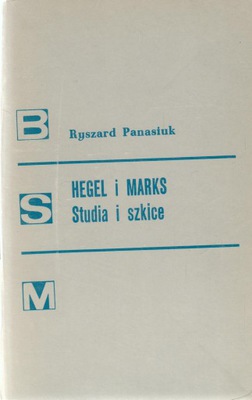 B
Ryszard Panasiuk
HEGEL i MARKS
S
Studia i szkice
M